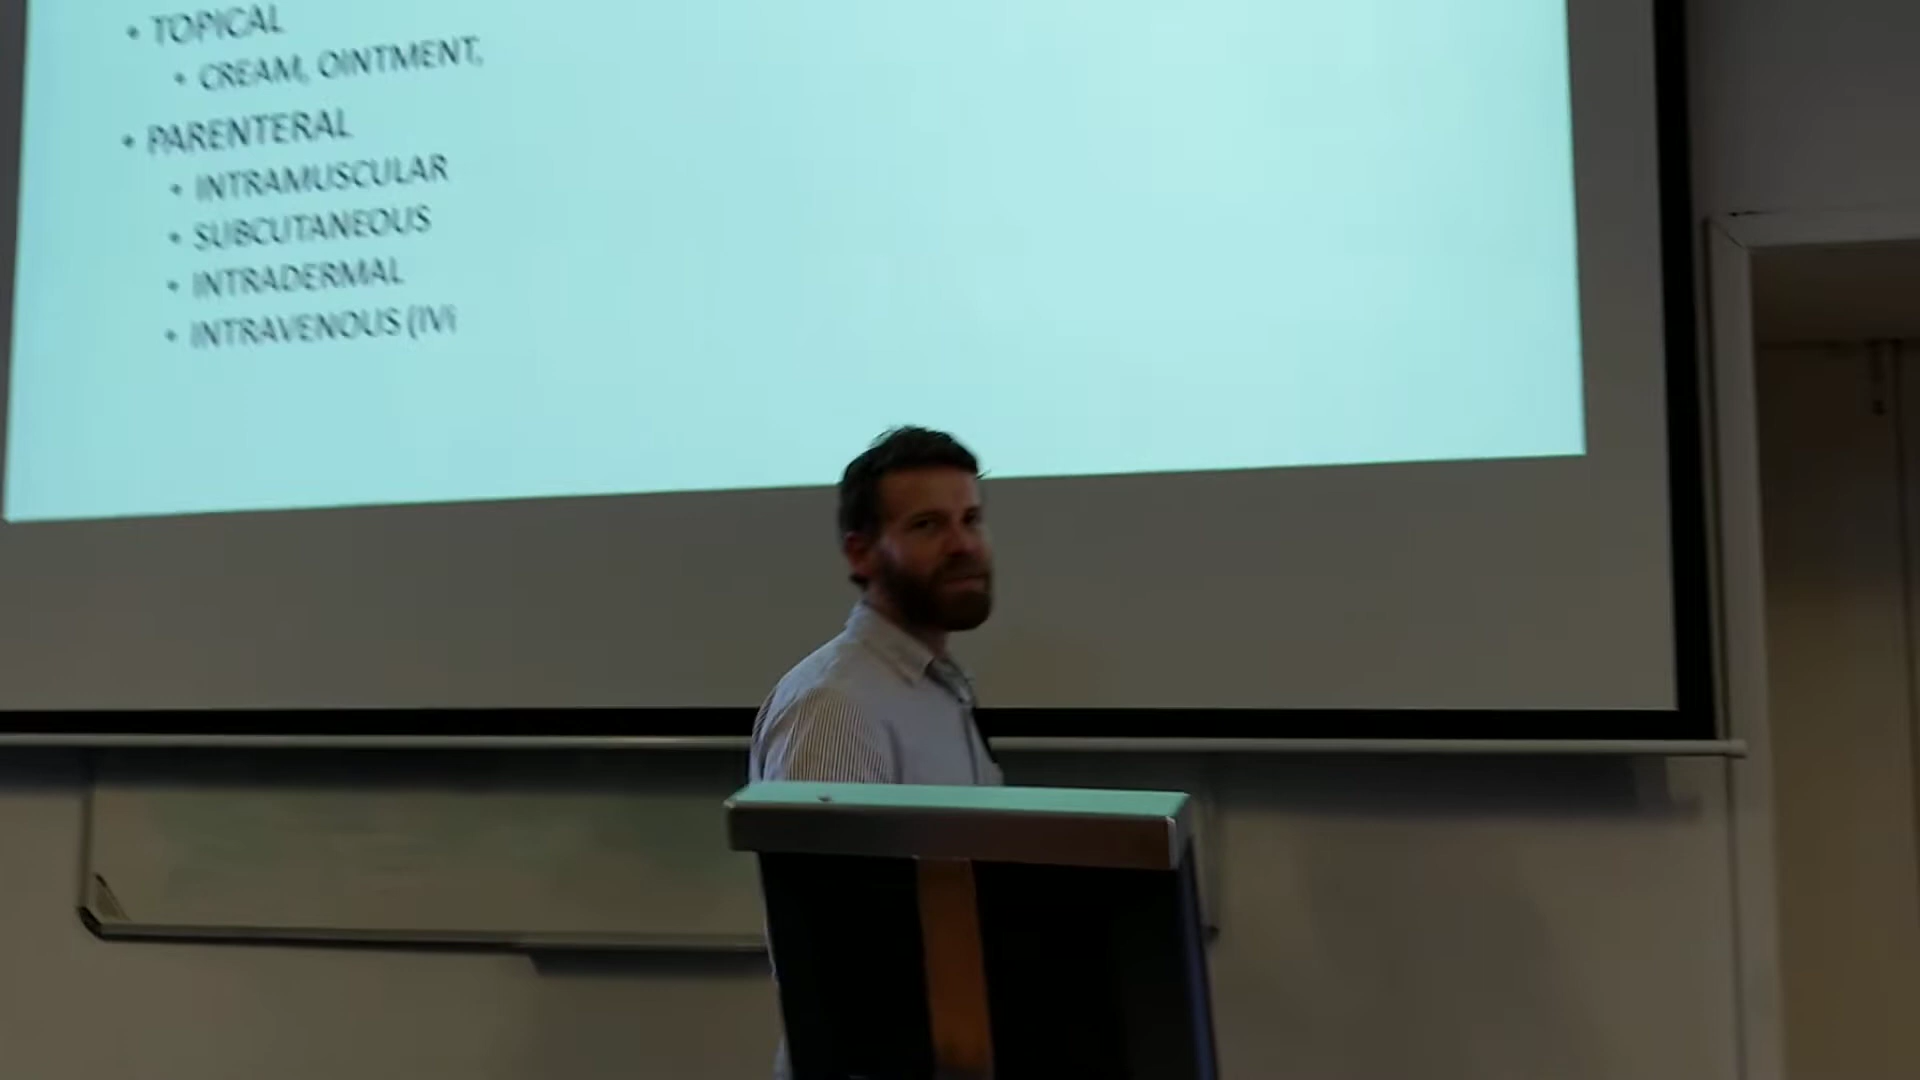 • TOPICAL
• CREAM, OINTMENT,
• PARENTERAL
• INTRAMUSCULAR
• SUBCUTANEOUS
• INTRADERMAL
• INTRAVENOUS (IV)